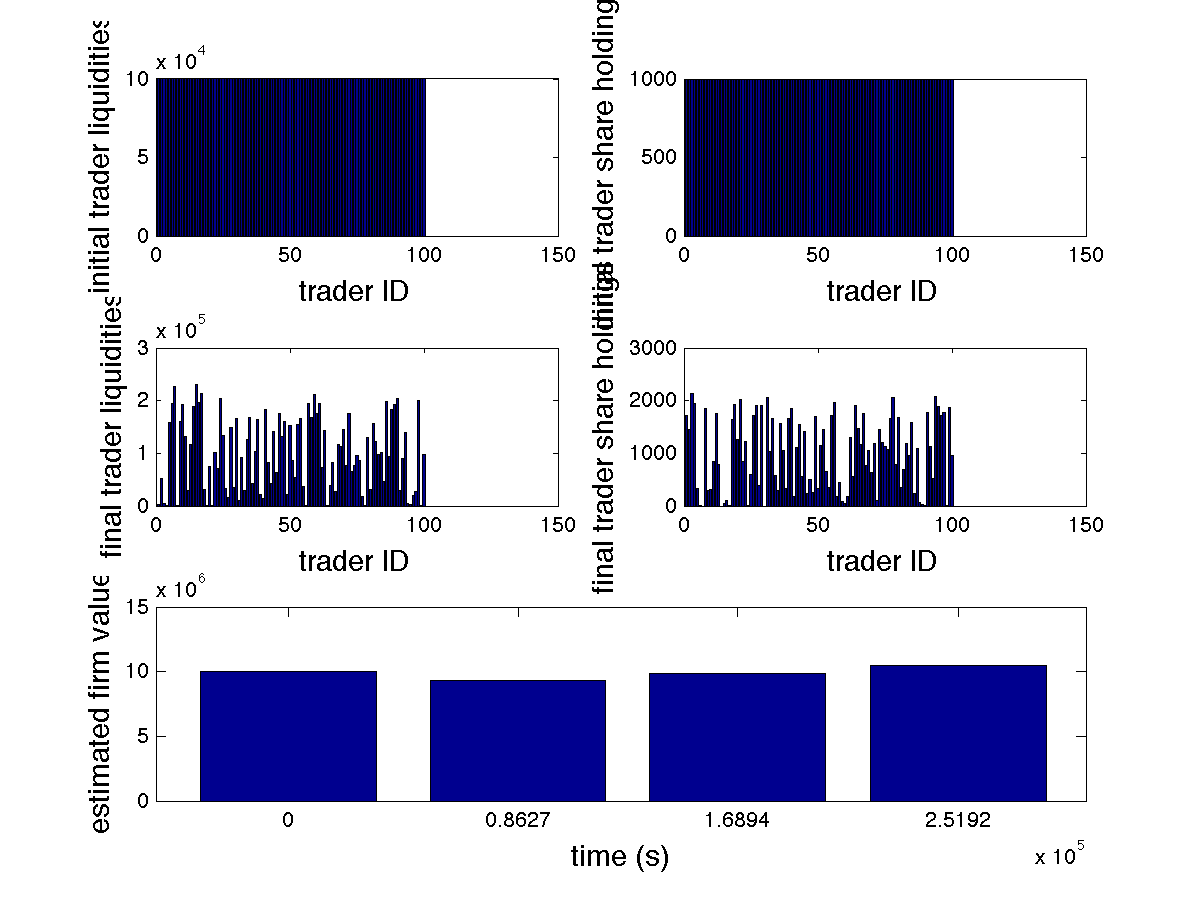 initial trader liquidities
x 10^4
10
5
0
0 50 100 150
trader ID
trader share holding
1000
500
0
0 50 100 150
trader ID
final trader liquidities
x 10^5
3
2
1
0
0 50 100 150
trader ID
final trader share holdings
3000
2000
1000
0
0 50 100 150
trader ID
estimated firm value
x 10^6
15
10
5
0
0 0.8627 1.6894 2.5192
time (s)
x 10^5